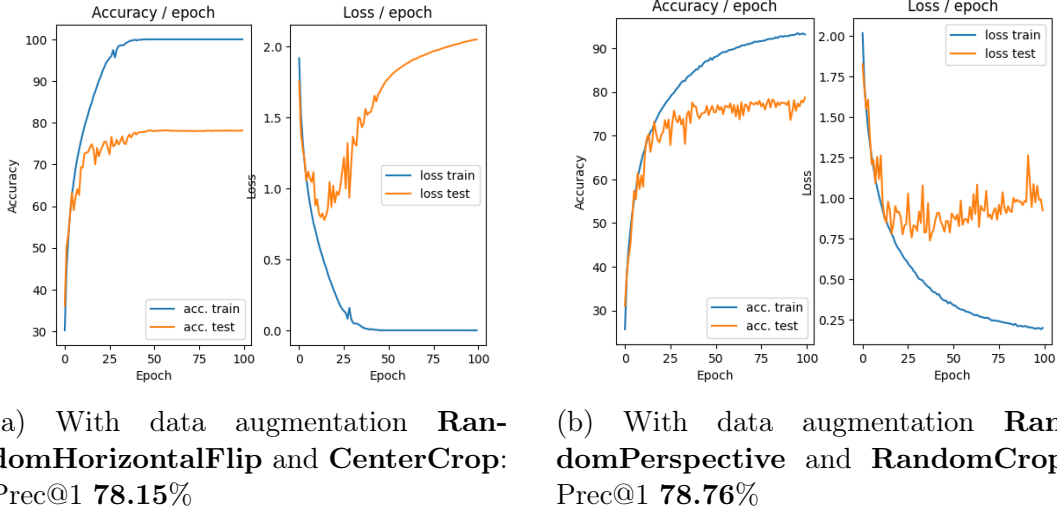 Accuracy / epoch
Loss / epoch
100
90
80
70
60
50
40
30
Accuracy
acc. train
acc. test
0
25
50
75
100
Epoch
2.0
1.5
1.0
0.5
0.0
Loss
loss train
loss test
0
25
50
75
100
Epoch
a) With data augmentation Ran-
domHorizontalFlip and CenterCrop:
Prec@1 78.15%
Accuracy / epoch
Loss / epoch
90
80
70
60
50
40
30
Accuracy
acc. train
acc. test
0
25
50
75
100
Epoch
2.00
1.75
1.50
1.25
1.00
0.75
0.50
0.25
Loss
loss train
loss test
0
25
50
75
100
Epoch
(b) With data augmentation Ran
domPerspective and RandomCrop
Prec@1 78.76%